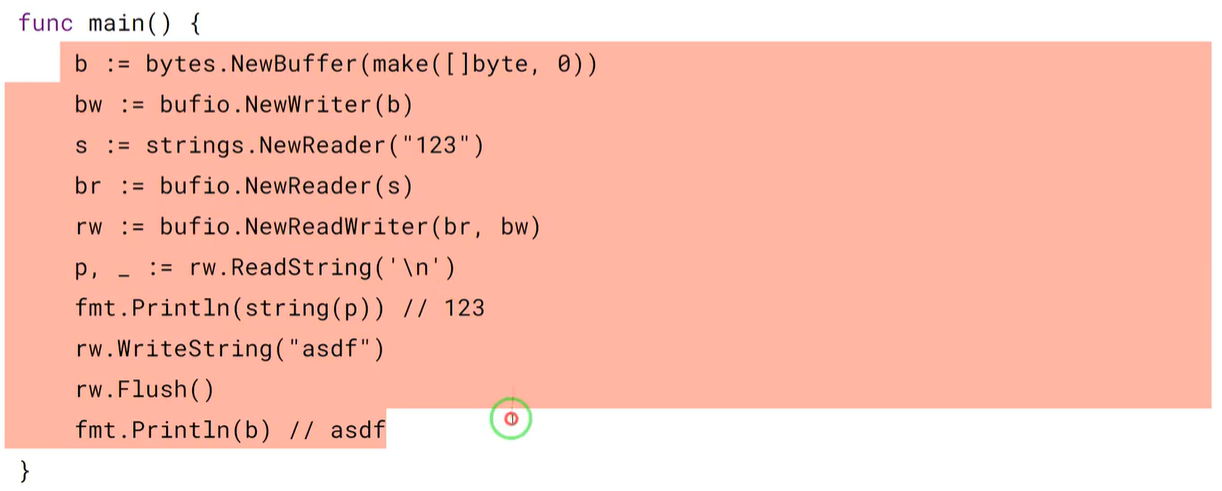 func main() {
    b := bytes.NewBuffer(make([]byte, 0))
    bw := bufio.NewWriter(b)
    s := strings.NewReader("123")
    br := bufio.NewReader(s)
    rw := bufio.NewReadWriter(br, bw)
    p, _ := rw.ReadString('\n')
    fmt.Println(string(p)) // 123
    rw.WriteString("asdf")
    rw.Flush()
    fmt.Println(b) // asdf
}